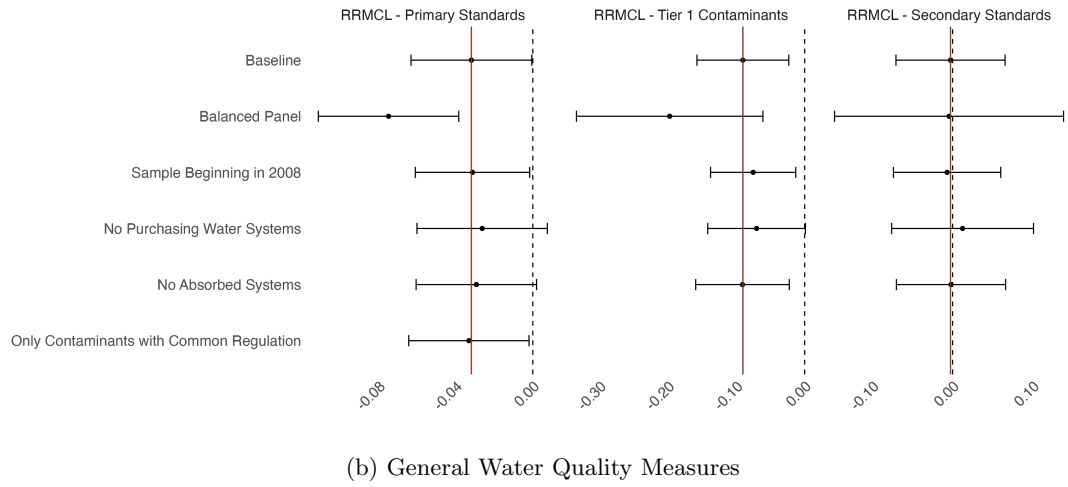 RRMCL - Primary Standards
RRMCL - Tier 1 Contaminants
RRMCL - Secondary Standards
Baseline
Balanced Panel
Sample Beginning in 2008
No Purchasing Water Systems
No Absorbed Systems
Only Contaminants with Common Regulation
-0.08 -0.04 0.00
-0.30 -0.20 -0.10 0.00
-0.10 0.00 0.10
(b) General Water Quality Measures